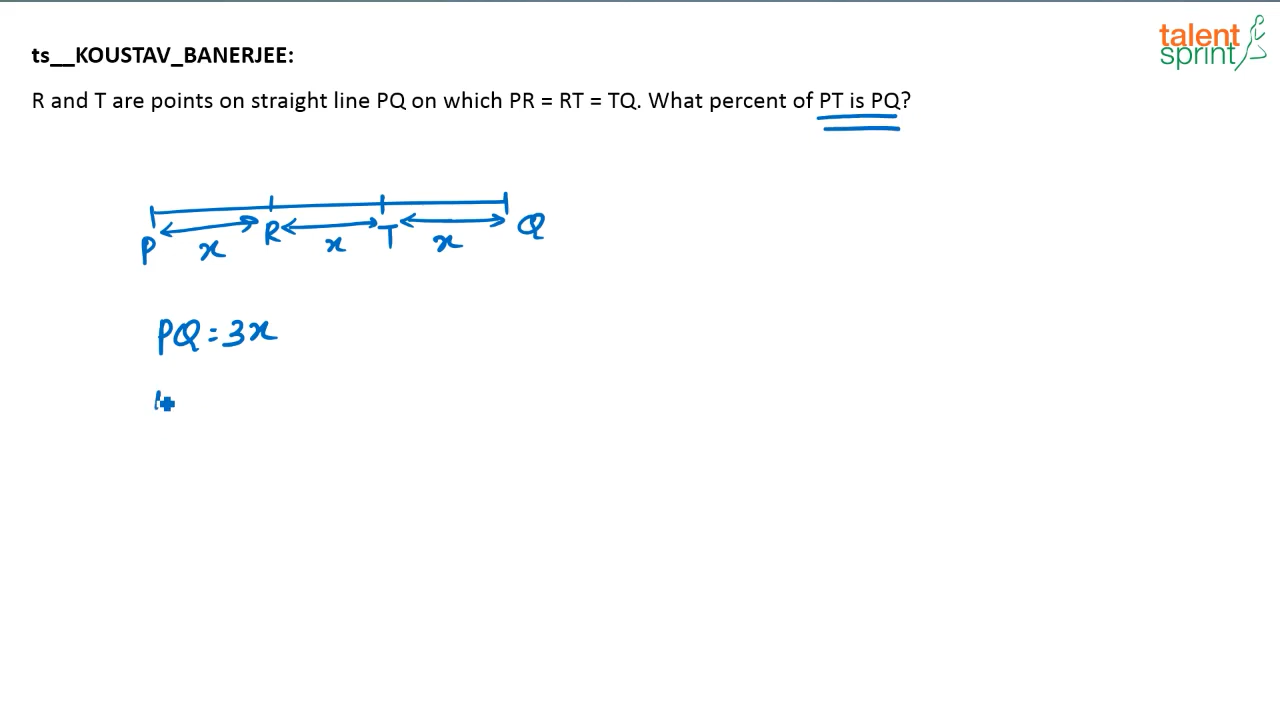 talent
sprint
ts__KOUSTAV_BANERJEE:
R and T are points on straight line PQ on which PR = RT = TQ. What percent of PT is PQ?
P x R x T x Q
PQ = 3x